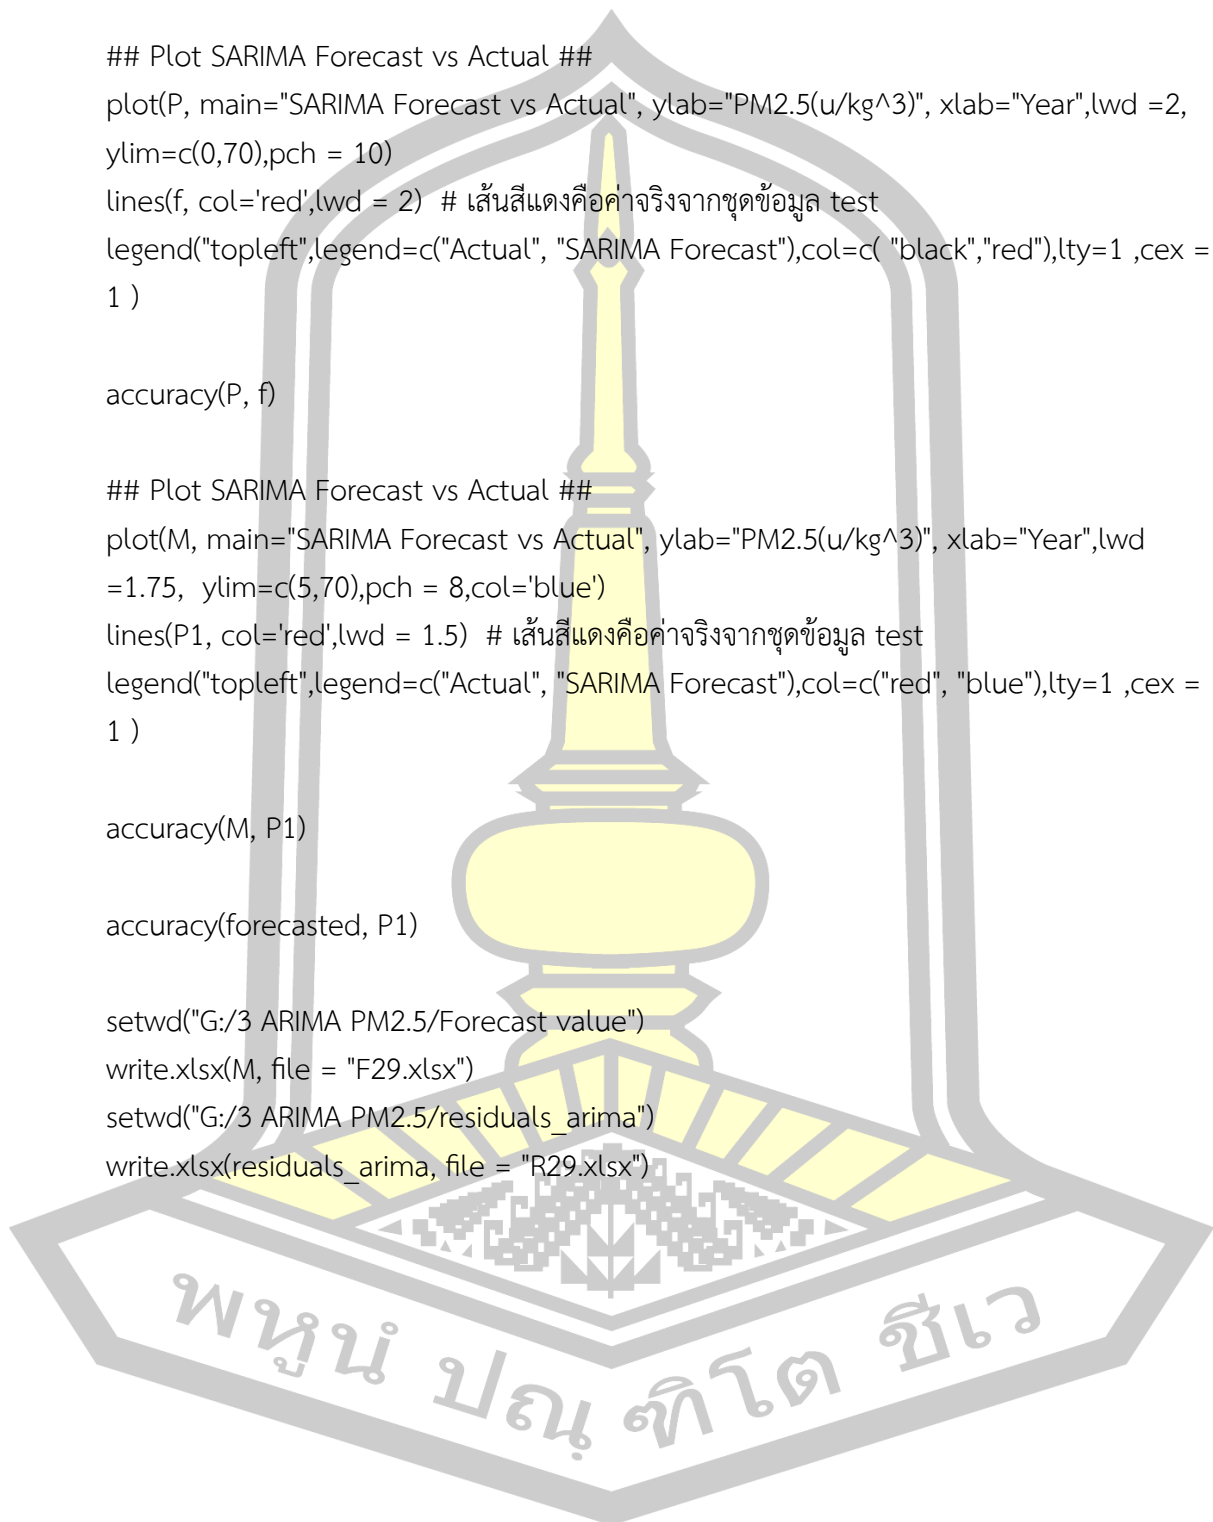 ## Plot SARIMA Forecast vs Actual ##
plot(P, main="SARIMA Forecast vs Actual", ylab="PM2.5(u/kg^3)", xlab="Year",lwd =2,
ylim=c(0,70),pch = 10)
lines(f, col='red',lwd = 2)  # เส้นสีแดงคือค่าจริงจากชุดข้อมูล test
legend("topleft",legend=c("Actual", "SARIMA Forecast"),col=c( "black","red"),lty=1 ,cex =
1 )
accuracy(P, f)
## Plot SARIMA Forecast vs Actual ##
plot(M, main="SARIMA Forecast vs Actual", ylab="PM2.5(u/kg^3)", xlab="Year",lwd
=1.75,  ylim=c(5,70),pch = 8,col='blue')
lines(P1, col='red',lwd = 1.5)  # เส้นสีแดงคือค่าจริงจากชุดข้อมูล test
legend("topleft",legend=c("Actual", "SARIMA Forecast"),col=c("red", "blue"),lty=1 ,cex =
1 )
accuracy(M, P1)
accuracy(forecasted, P1)
setwd("G:/3 ARIMA PM2.5/Forecast value")
write.xlsx(M, file = "F29.xlsx")
setwd("G:/3 ARIMA PM2.5/residuals_arima")
write.xlsx(residuals_arima, file = "R29.xlsx")
พหูนํ ปณฺฑิโต ชีเว